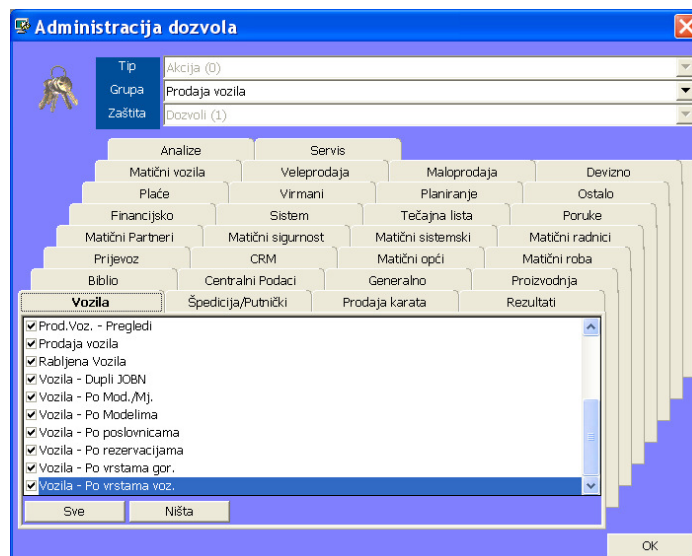 Administracija dozvola
Tip Akcija (0)
Grupa Prodaja vozila
Zaštita Dozvoli (1)
Analize Servis
Matični vozila Veleprodaja Maloprodaja Devizno
Plaće Virmani Planiranje Ostalo
Financijsko Sistem Tečajna lista Poruke
Matični Partneri Matični sigurnost Matični sistemski Matični radnici
Prijevoz CRM Matični opći Matični roba
Biblio Centralni Podaci Generalno Proizvodnja
Vozila Špedicija/Putnički Prodaja karata Rezultati
Prod.Voz. - Pregledi
Prodaja vozila
Rabljena Vozila
Vozila - Dupli JOBN
Vozila - Po Mod./Mj.
Vozila - Po Modelima
Vozila - Po poslovnicama
Vozila - Po rezervacijama
Vozila - Po vrstama gor.
Vozila - Po vrstama voz.
Sve Ništa
OK